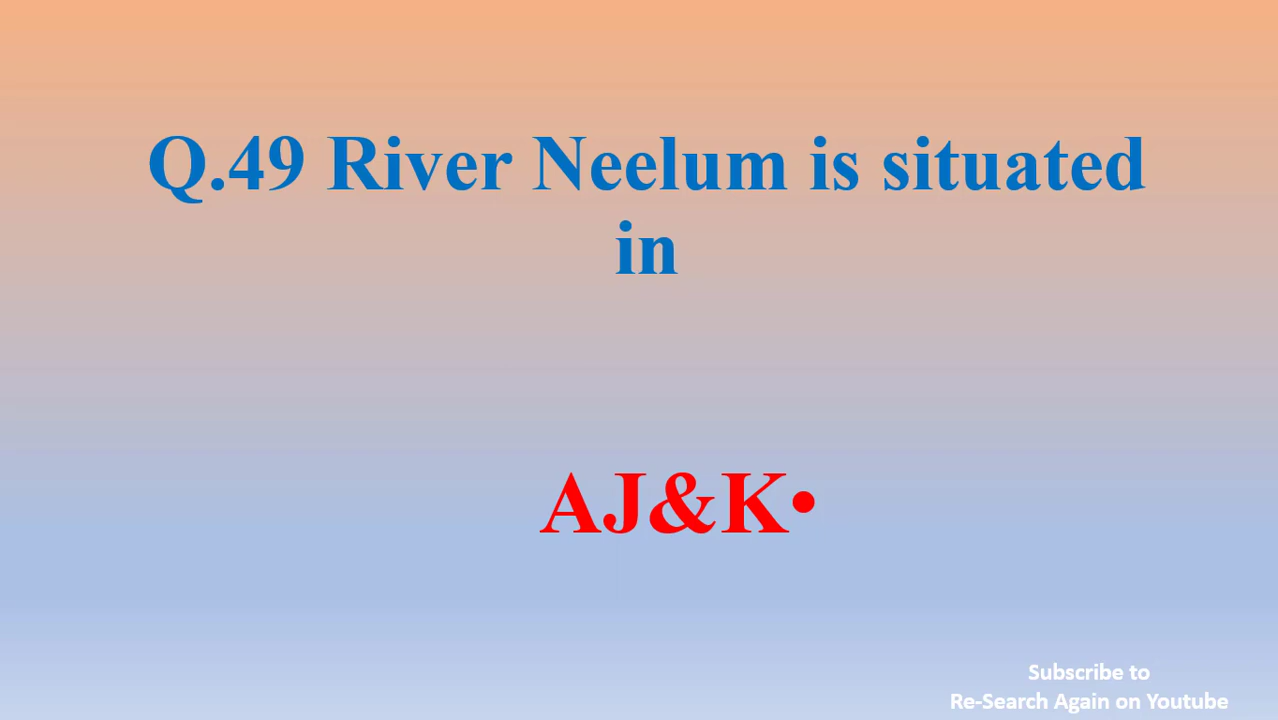 Q.49 River Neelum is situated
in
AJ&K•
Subscribe to
Re-Search Again on Youtube